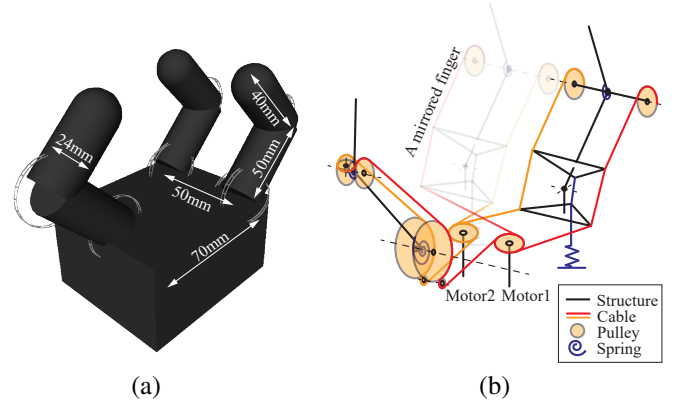 24mm
40mm
50mm
50mm
70mm
(a)
A mirrored finger
Motor2
Motor1
Structure
Cable
Pulley
Spring
(b)